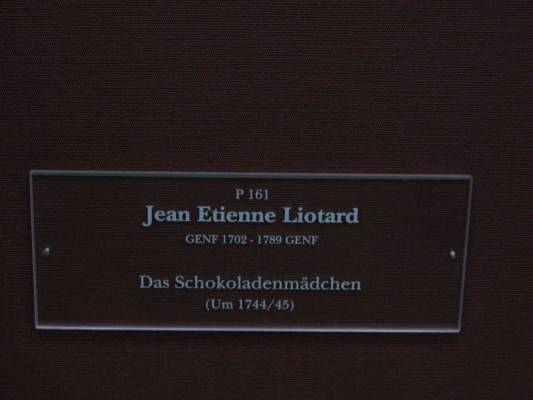 P 161
Jean Etienne Liotard
GENF 1702 - 1789 GENF
Das Schokoladenmädchen
(Um 1744/45)